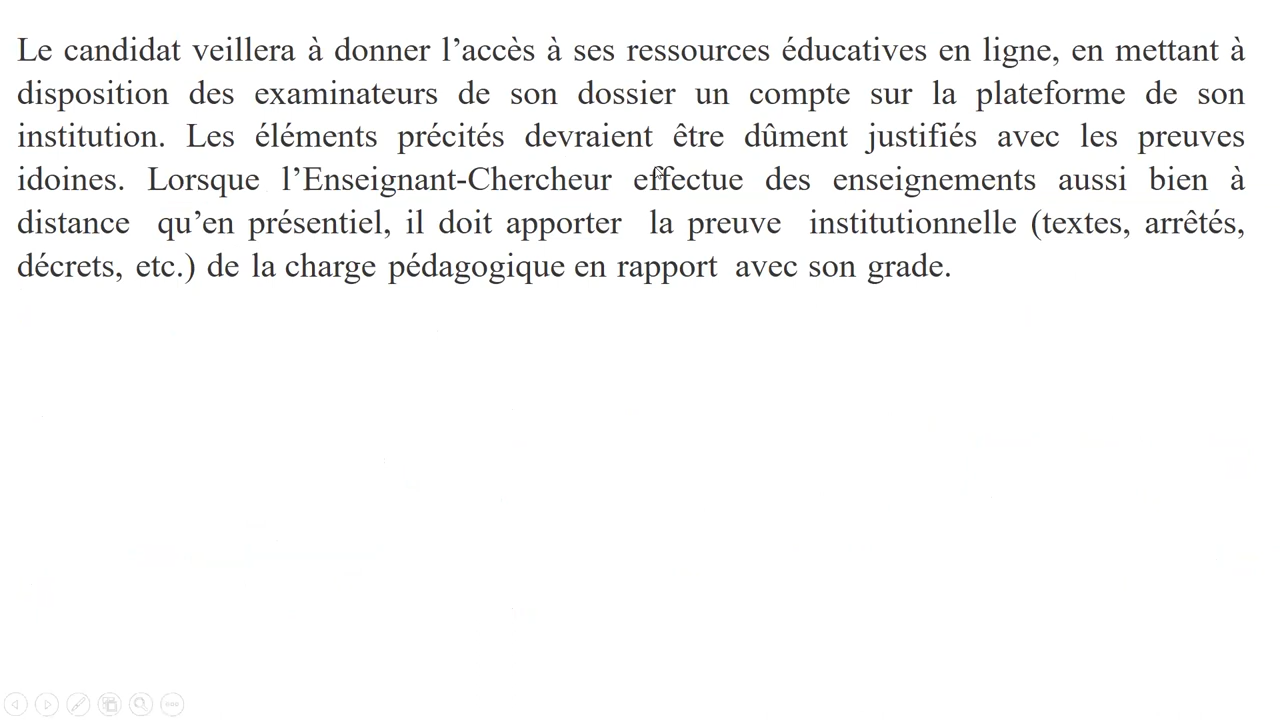 Le candidat veillera à donner l’accès à ses ressources éducatives en ligne, en mettant à
disposition des examinateurs de son dossier un compte sur la plateforme de son
institution. Les éléments précités devraient être dûment justifiés avec les preuves
idoines. Lorsque l’Enseignant-Chercheur effectue des enseignements aussi bien à
distance qu’en présentiel, il doit apporter la preuve institutionnelle (textes, arrêtés,
décrets, etc.) de la charge pédagogique en rapport avec son grade.